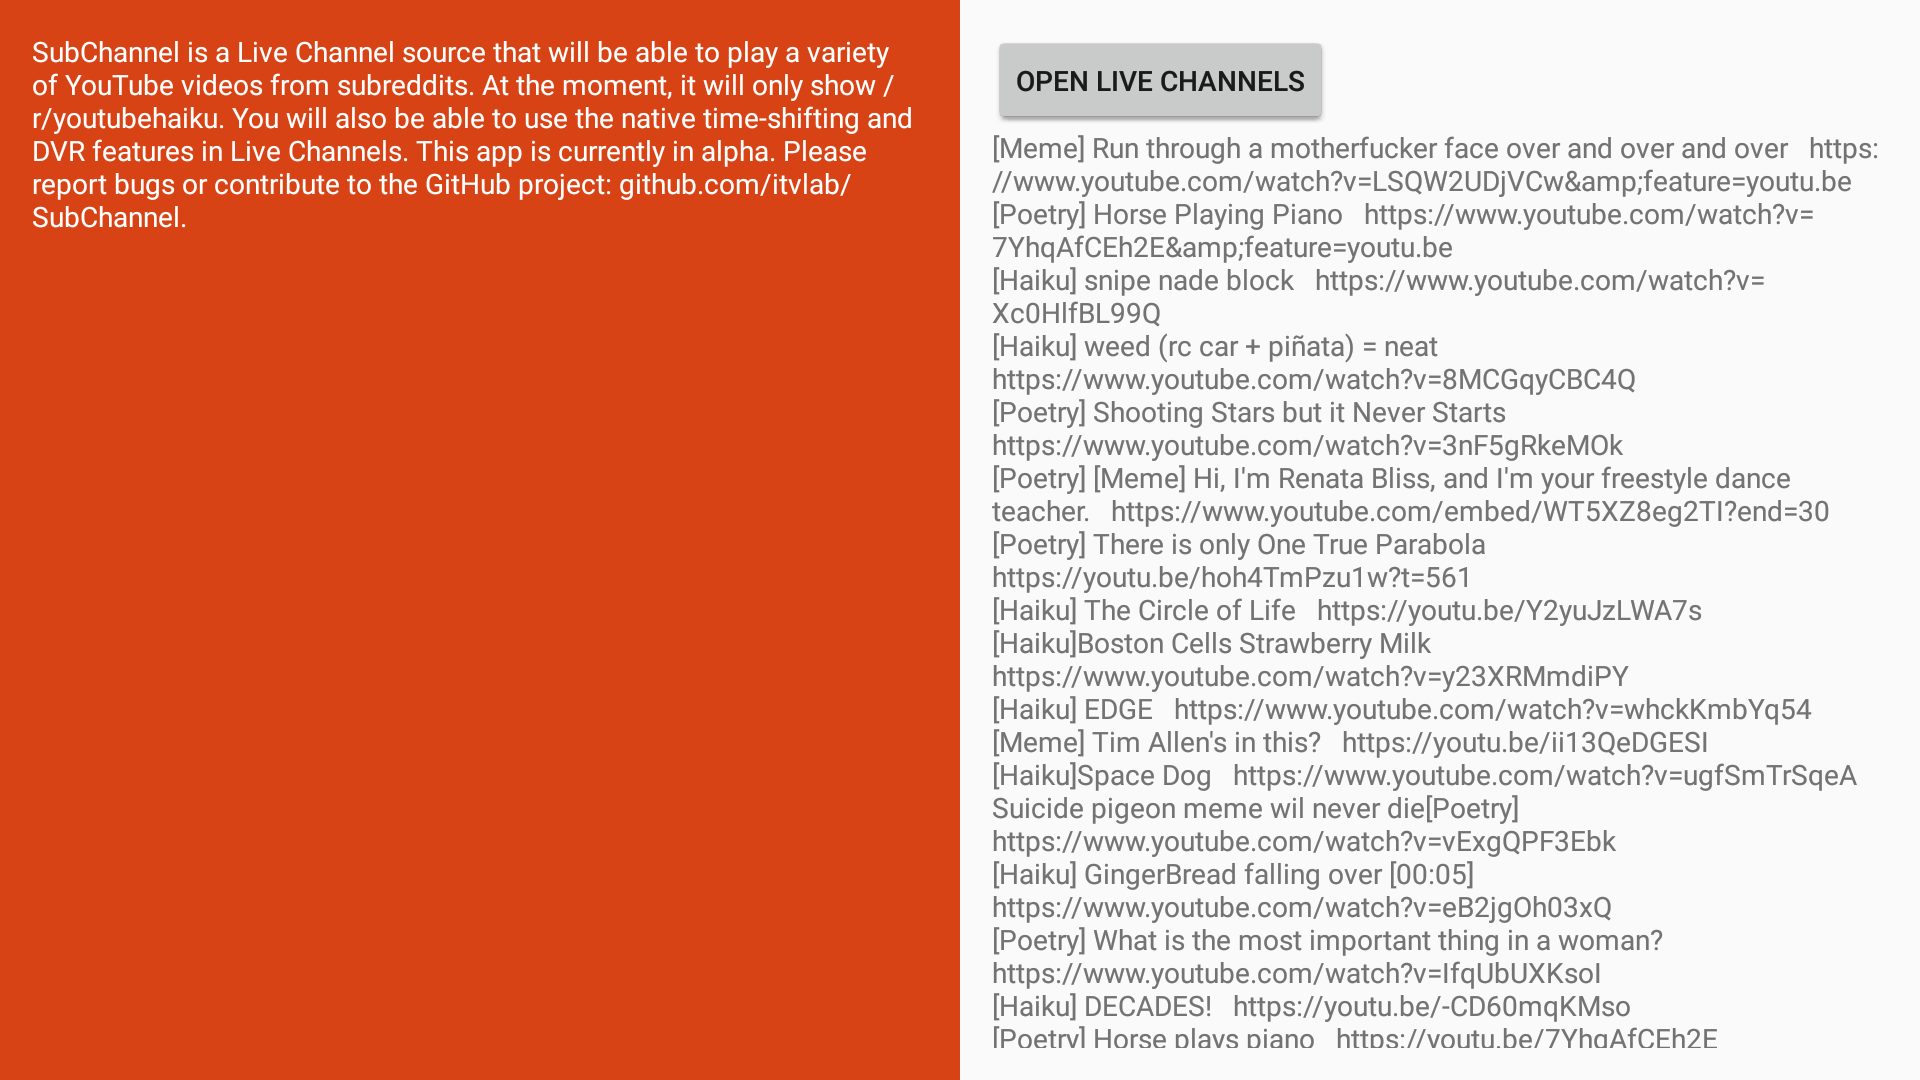 SubChannel is a Live Channel source that will be able to play a variety
of YouTube videos from subreddits. At the moment, it will only show /
r/youtubehaiku. You will also be able to use the native time-shifting and
DVR features in Live Channels. This app is currently in alpha. Please
report bugs or contribute to the GitHub project: github.com/itvlab/
SubChannel.
OPEN LIVE CHANNELS
[Meme] Run through a motherfucker face over and over and over   https:
//www.youtube.com/watch?v=LSQW2UDjVCw&amp;feature=youtu.be
[Poetry] Horse Playing Piano   https://www.youtube.com/watch?v=
7YhqAfCEh2E&amp;feature=youtu.be
[Haiku] snipe nade block   https://www.youtube.com/watch?v=
Xc0HlfBL99Q
[Haiku] weed (rc car + piñata) = neat
https://www.youtube.com/watch?v=8MCGqyCBC4Q
[Poetry] Shooting Stars but it Never Starts
https://www.youtube.com/watch?v=3nF5gRkeMOk
[Poetry] [Meme] Hi, I'm Renata Bliss, and I'm your freestyle dance
teacher.   https://www.youtube.com/embed/WT5XZ8eg2TI?end=30
[Poetry] There is only One True Parabola
https://youtu.be/hoh4TmPzu1w?t=561
[Haiku] The Circle of Life   https://youtu.be/Y2yuJzLWA7s
[Haiku]Boston Cells Strawberry Milk
https://www.youtube.com/watch?v=y23XRMmdiPY
[Haiku] EDGE   https://www.youtube.com/watch?v=whckKmbYq54
[Meme] Tim Allen's in this?   https://youtu.be/ii13QeDGESI
[Haiku]Space Dog   https://www.youtube.com/watch?v=ugfSmTrSqeA
Suicide pigeon meme wil never die[Poetry]
https://www.youtube.com/watch?v=vExgQPF3Ebk
[Haiku] GingerBread falling over [00:05]
https://www.youtube.com/watch?v=eB2jgOh03xQ
[Poetry] What is the most important thing in a woman?
https://www.youtube.com/watch?v=IfqUbUXKsoI
[Haiku] DECADES!   https://youtu.be/-CD60mqKMso
[Poetry] Horse plays piano   https://youtu.be/7YhqAfCEh2E